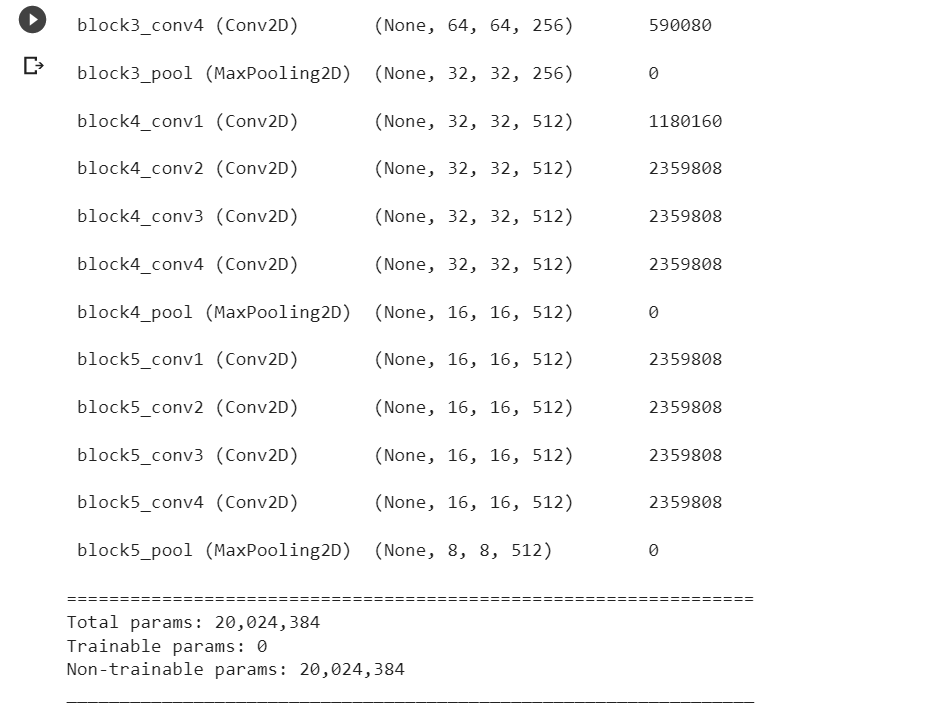 block3_conv4 (Conv2D) (None, 64, 64, 256) 590080
block3_pool (MaxPooling2D) (None, 32, 32, 256) 0
block4_conv1 (Conv2D) (None, 32, 32, 512) 1180160
block4_conv2 (Conv2D) (None, 32, 32, 512) 2359808
block4_conv3 (Conv2D) (None, 32, 32, 512) 2359808
block4_conv4 (Conv2D) (None, 32, 32, 512) 2359808
block4_pool (MaxPooling2D) (None, 16, 16, 512) 0
block5_conv1 (Conv2D) (None, 16, 16, 512) 2359808
block5_conv2 (Conv2D) (None, 16, 16, 512) 2359808
block5_conv3 (Conv2D) (None, 16, 16, 512) 2359808
block5_conv4 (Conv2D) (None, 16, 16, 512) 2359808
block5_pool (MaxPooling2D) (None, 8, 8, 512) 0
=================================================================
Total params: 20,024,384
Trainable params: 0
Non-trainable params: 20,024,384
_________________________________________________________________